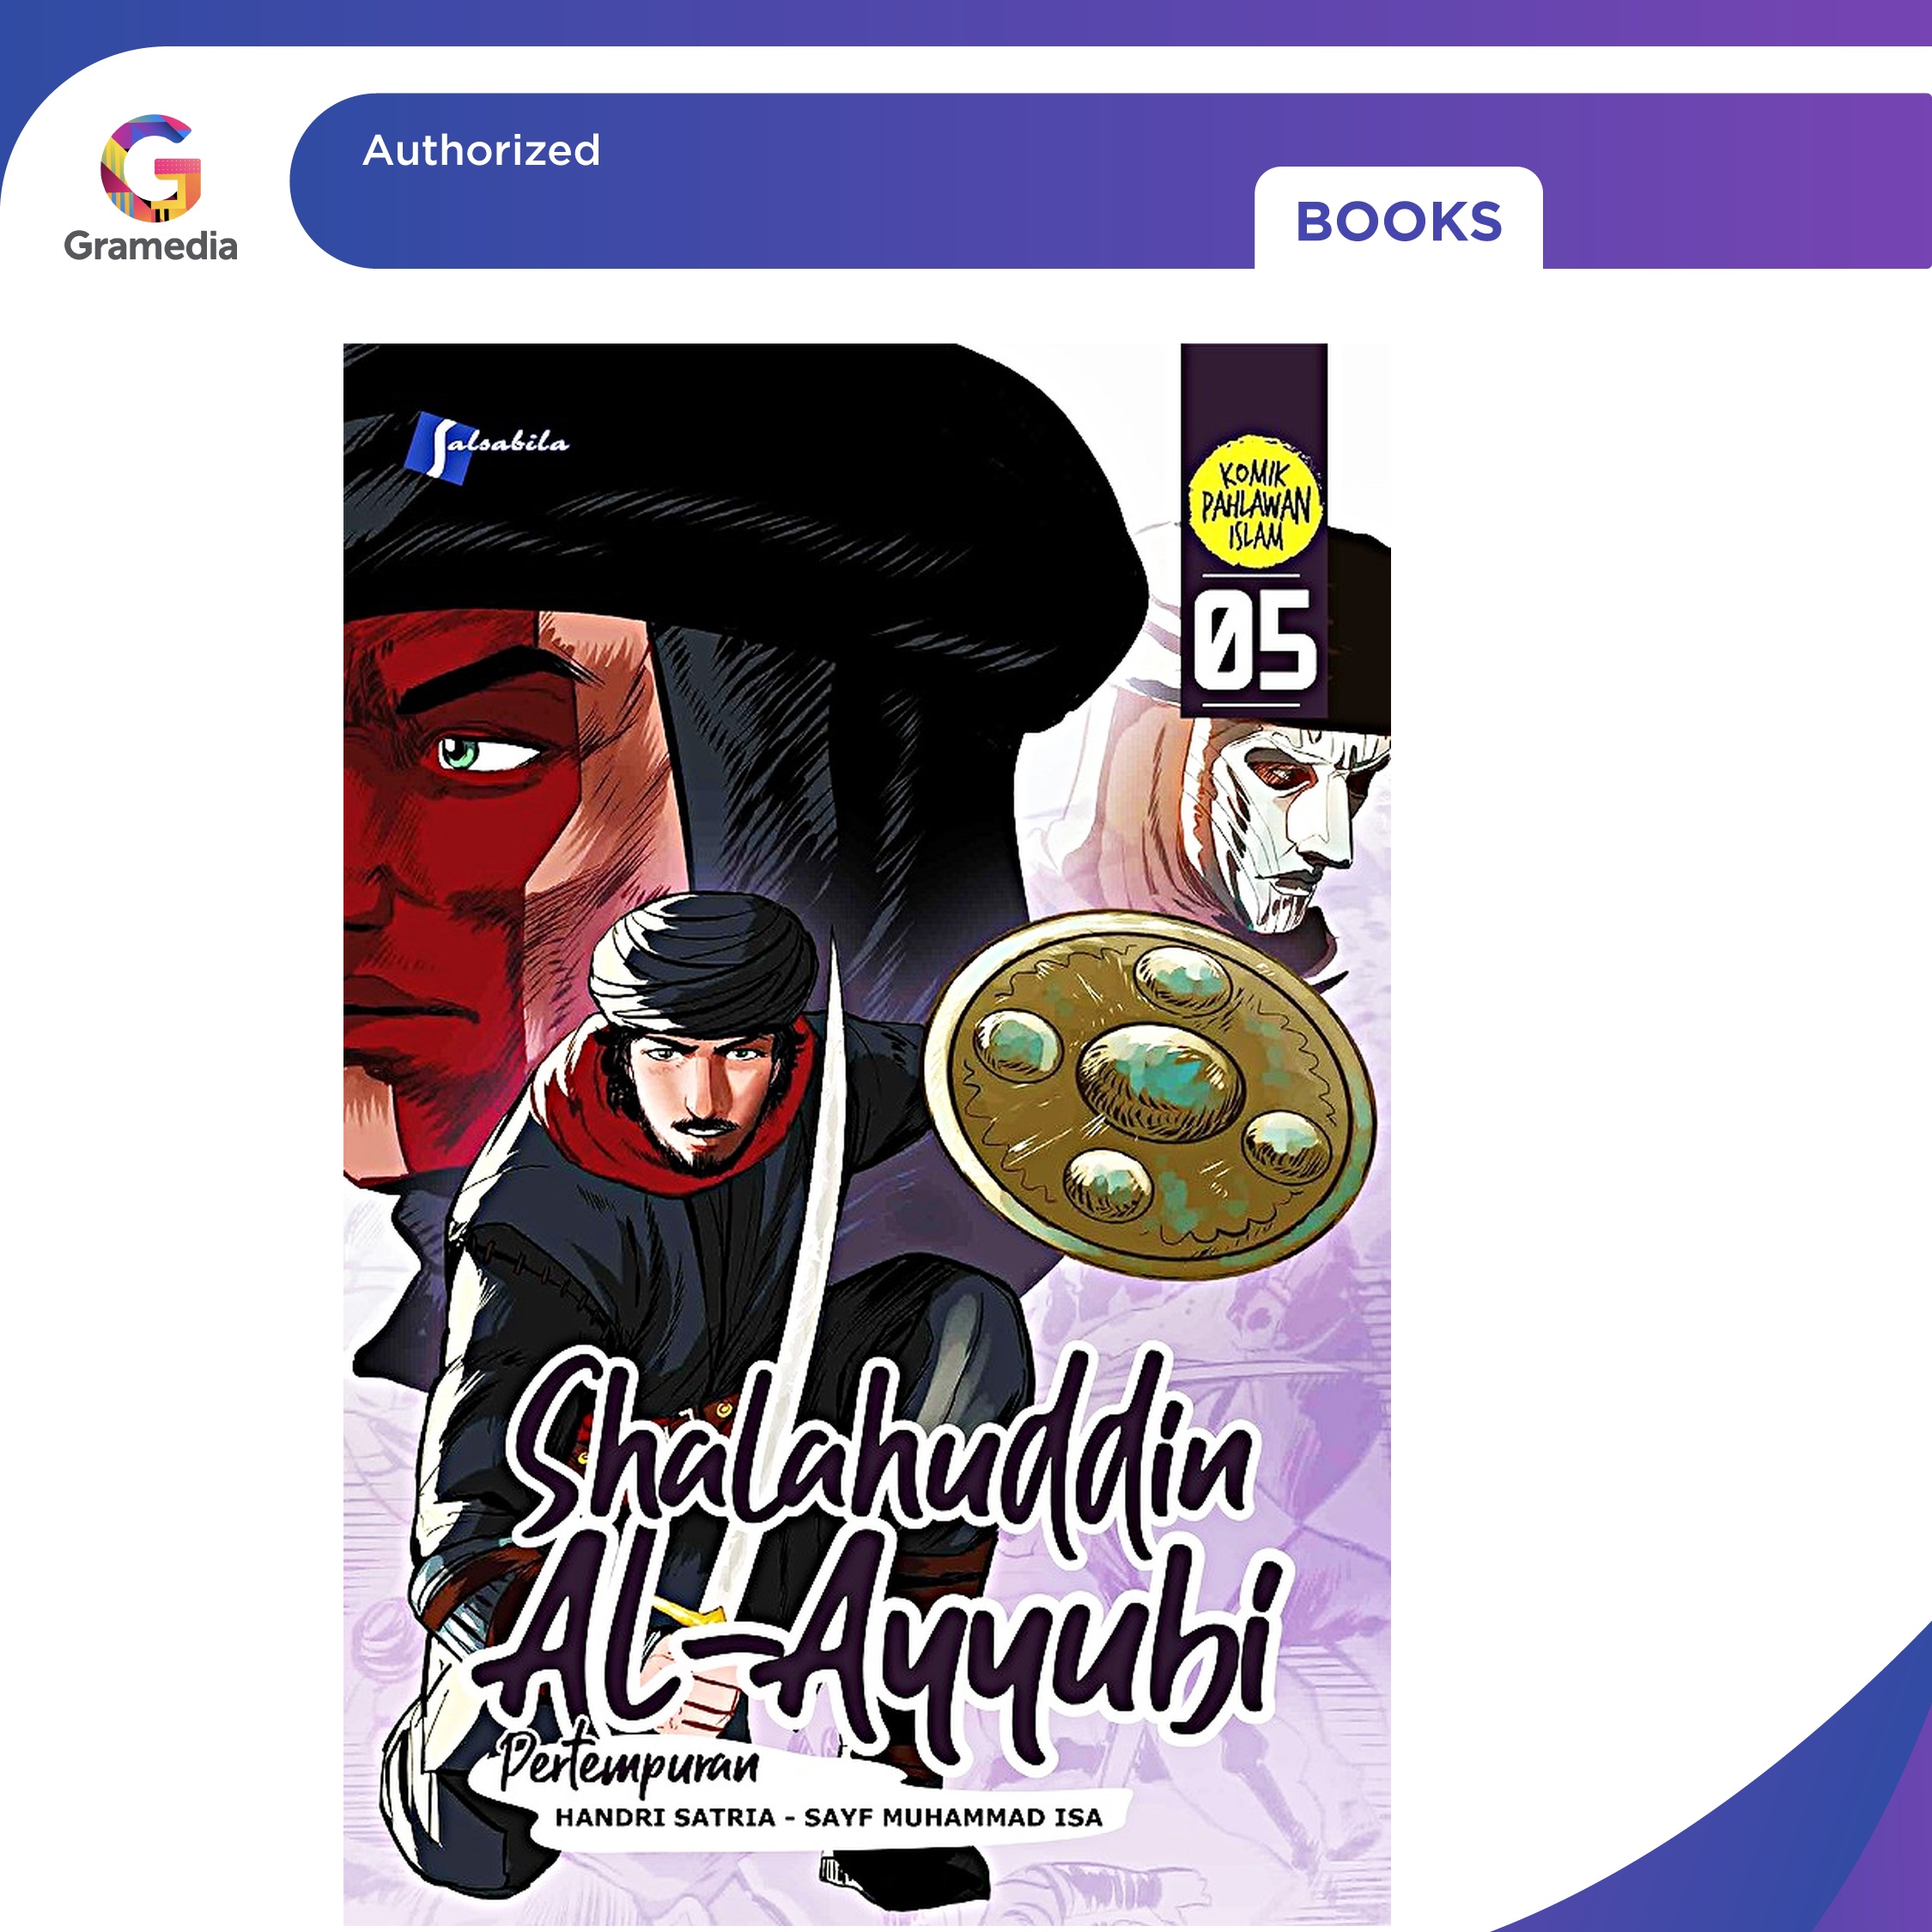 Authorized
Gramedia
BOOKS
Salsabila
KOMIK
PAHLAWAN
ISLAM
05
Shalahuddin
Al-Ayyubi
Pertempuran
HANDRI SATRIA - SAYF MUHAMMAD ISA